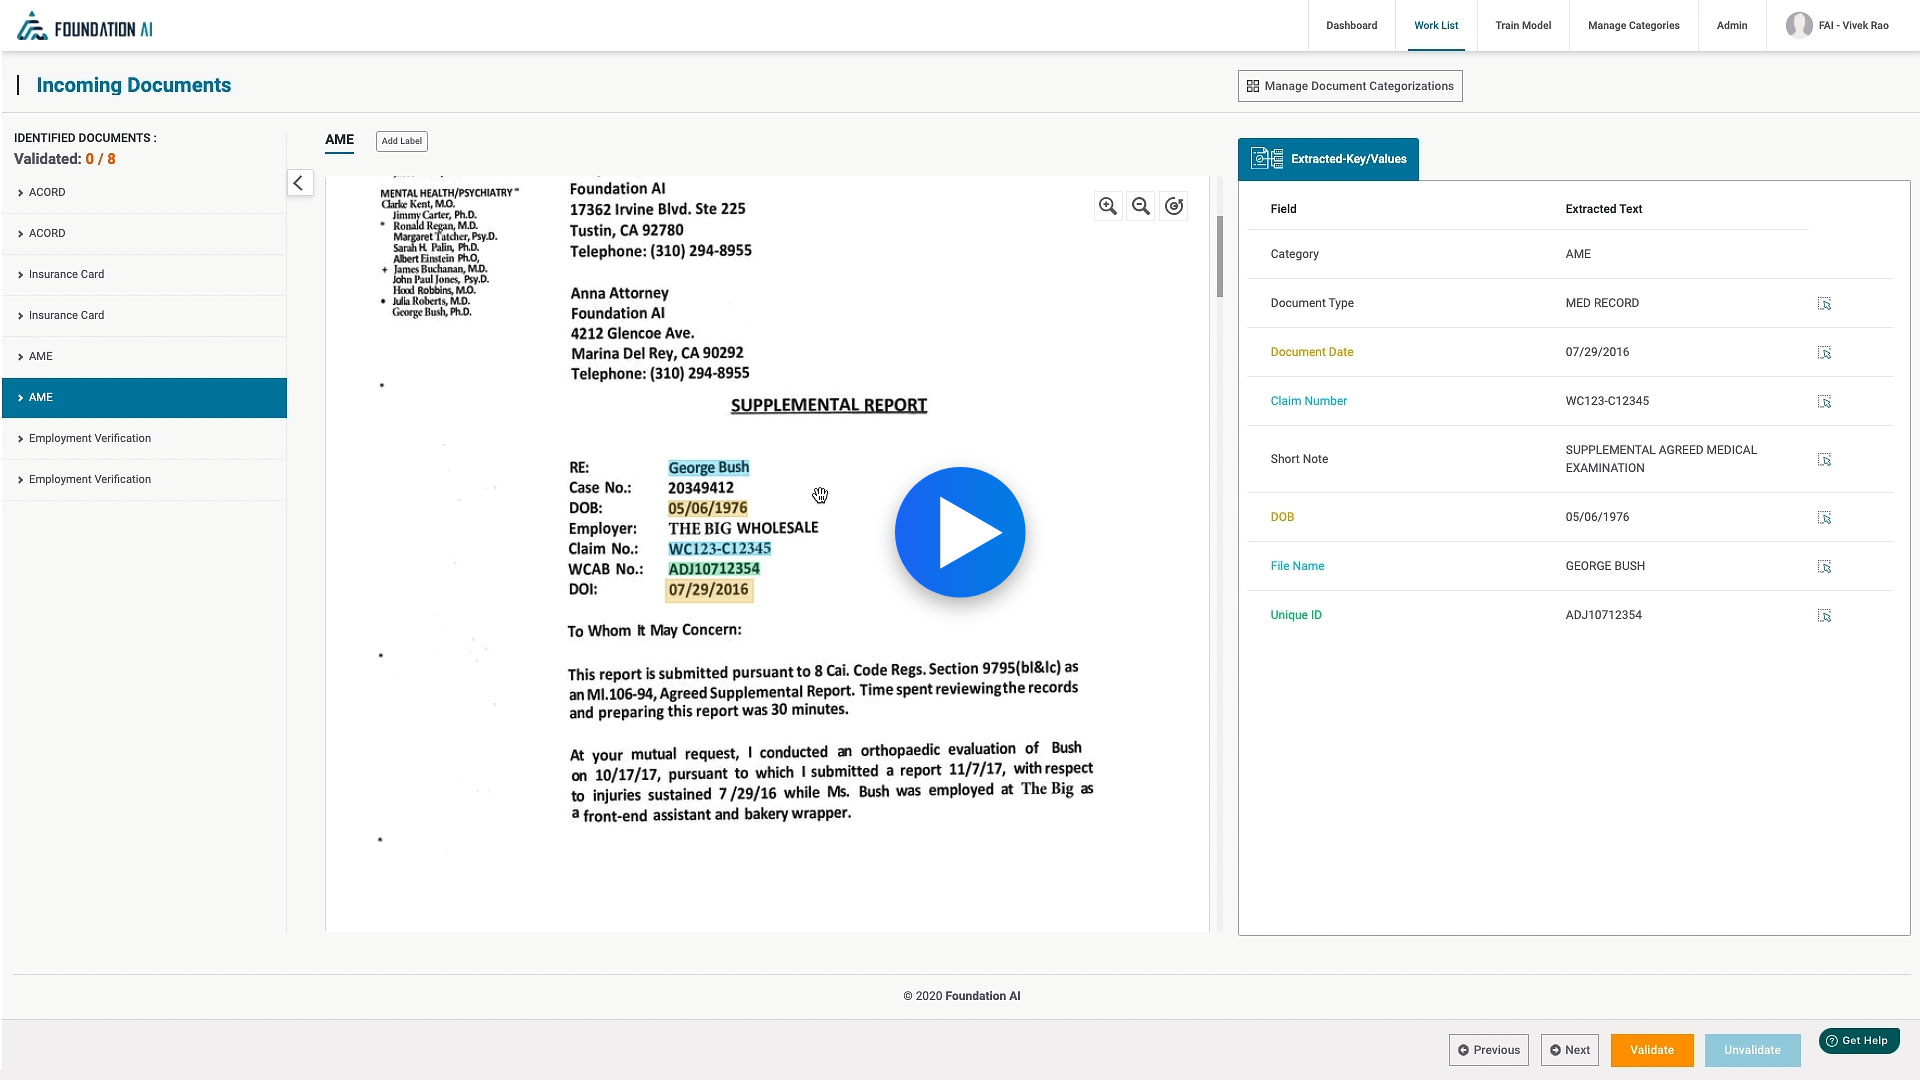 FOUNDATION AI
Dashboard
Work List
Train Model
Manage Categories
Admin
FAI - Vivek Rao
Incoming Documents
Manage Document Categorizations
IDENTIFIED DOCUMENTS :
Validated: 0 / 8
ACORD
ACORD
Insurance Card
Insurance Card
AME
AME
Employment Verification
Employment Verification
AME
Add Label
MENTAL HEALTH/PSYCHIATRY
Clarke Kent, M.O.
Jimmy Carter, Ph.D.
* Ronald Regan, M.D.
Margaret Tatcher, Psy.D.
Sarah H. Palin, Ph.D.
Albert Einstein Ph.O,
+ James Buchanan, M.D.
John Paul Jones, Psy.D.
Hood Robbins, M.O.
• Julia Roberts, M.D.
George Bush, Ph.D.
Foundation AI
17362 Irvine Blvd. Ste 225
Tustin, CA 92780
Telephone: (310) 294-8955
Anna Attorney
Foundation AI
4212 Glencoe Ave.
Marina Del Rey, CA 90292
Telephone: (310) 294-8955
SUPPLEMENTAL REPORT
RE: George Bush
Case No.: 20349412
DOB: 05/06/1976
Employer: THE BIG WHOLESALE
Claim No.: WC123-C12345
WCAB No.: ADJ10712354
DOI: 07/29/2016
To Whom It May Concern:
This report is submitted pursuant to 8 Cai. Code Regs. Section 9795(bl&lc) as
an Ml.106-94, Agreed Supplemental Report. Time spent reviewingthe records
and preparing this report was 30 minutes.
At your mutual request, I conducted an orthopaedic evaluation of Bush
on 10/17/17, pursuant to which I submitted a report 11/7/17, with respect
to injuries sustained 7 /29/16 while Ms. Bush was employed at The Big as
a front-end assistant and bakery wrapper.
Extracted-Key/Values
Field Extracted Text
Category AME
Document Type MED RECORD
Document Date 07/29/2016
Claim Number WC123-C12345
Short Note SUPPLEMENTAL AGREED MEDICAL
EXAMINATION
DOB 05/06/1976
File Name GEORGE BUSH
Unique ID ADJ10712354
© 2020 Foundation AI
Previous
Next
Validate
Unvalidate
Get Help